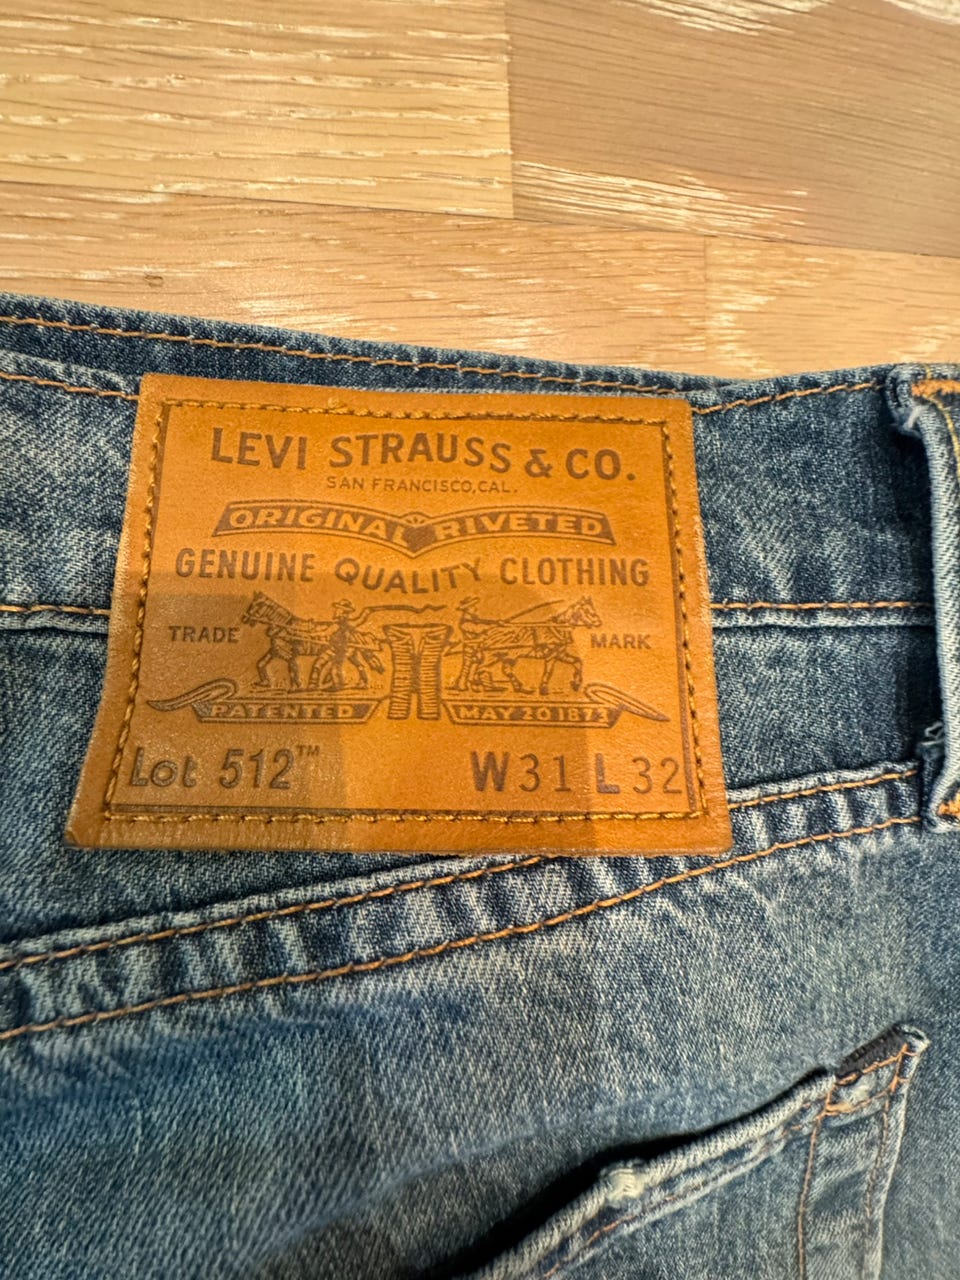 LEVI STRAUSS & CO.
SAN FRANCISCO, CAL.
ORIGINAL RIVETED
GENUINE QUALITY CLOTHING
TRADE MARK
PATENTED MAY 20 1873
Lot 512™ W31 L32